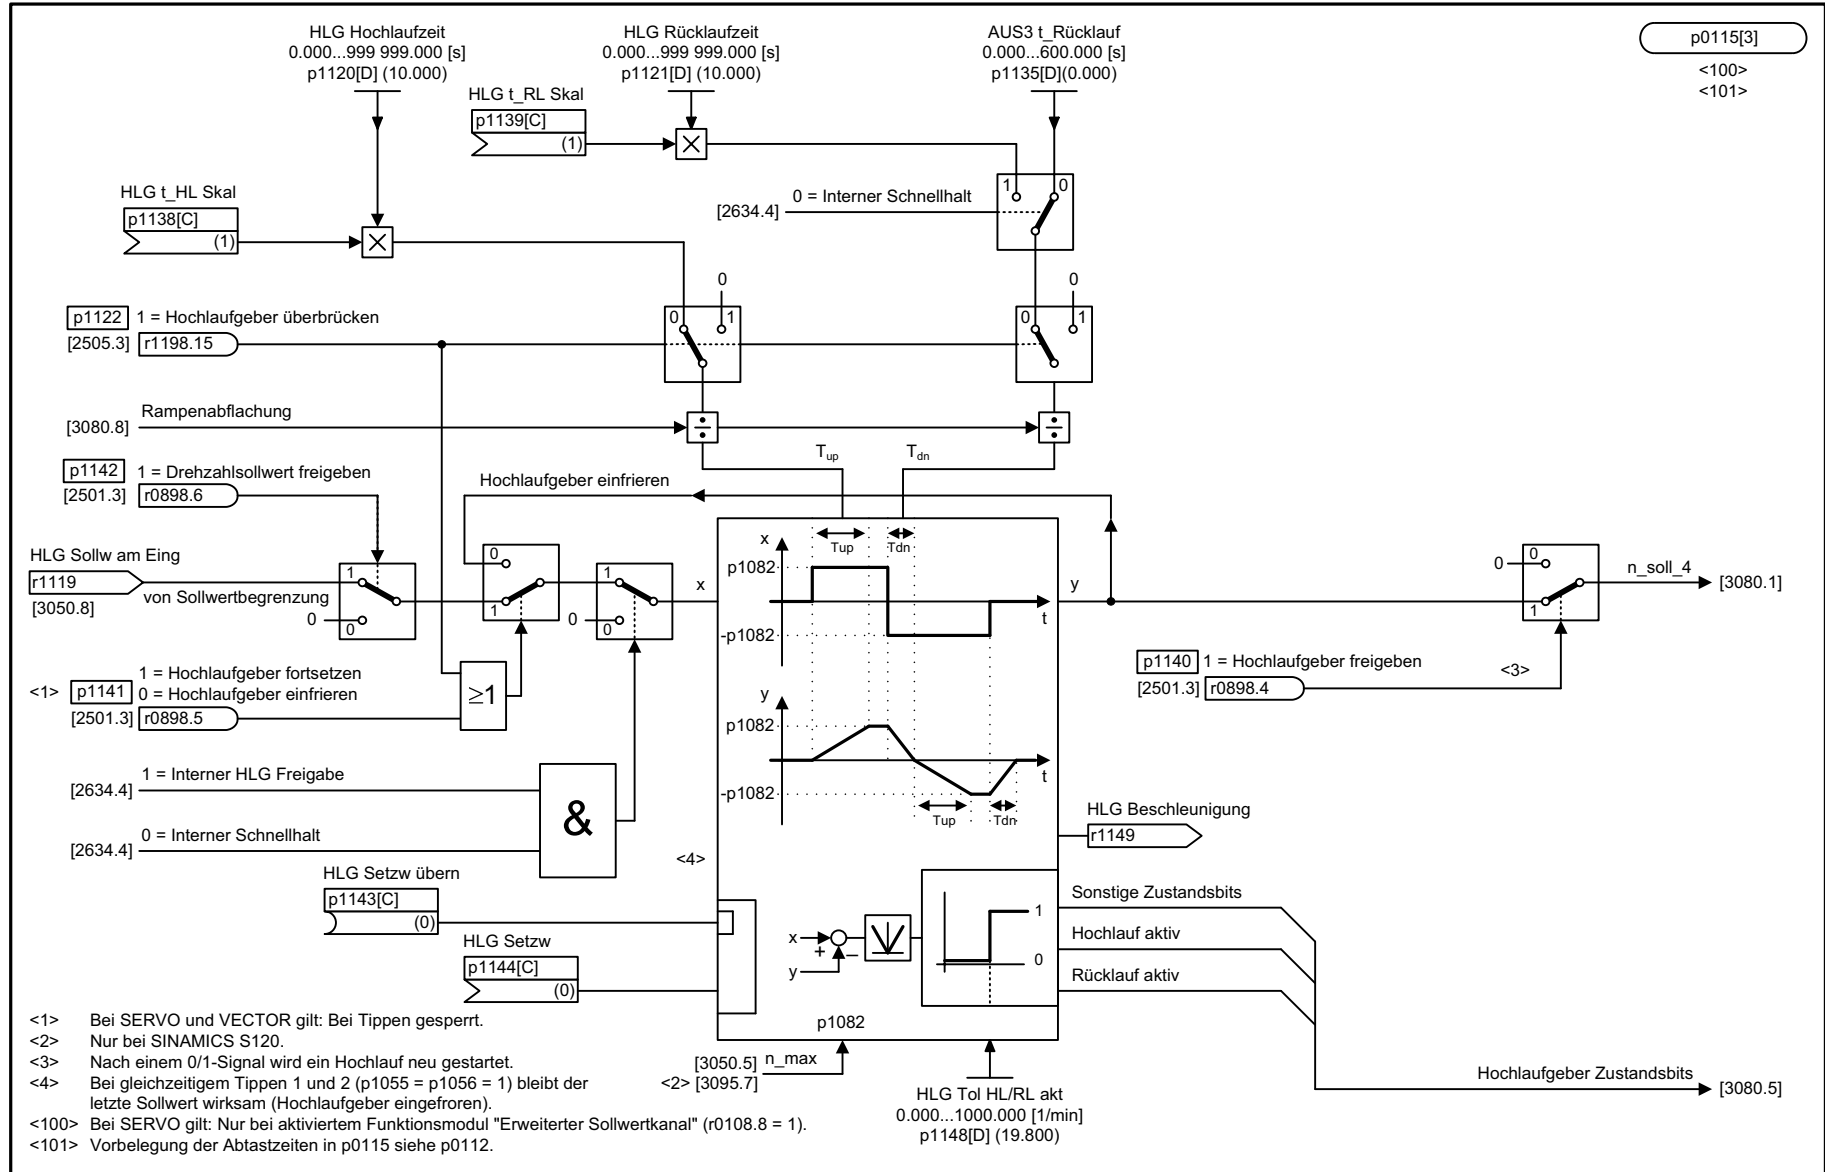 HLG Hochlaufzeit
0.000...999 999.000 [s]
p1120[D] (10.000)
HLG Rücklaufzeit
0.000...999 999.000 [s]
p1121[D] (10.000)
AUS3 t_Rücklauf
0.000...600.000 [s]
p1135[D](0.000)
p0115[3]
<100>
<101>
HLG t_RL Skal
p1139[C]
(1)
HLG t_HL Skal
p1138[C]
(1)
1
0
0 = Interner Schnellhalt
[2634.4]
0
0
0
1
0
1
p1122
1 = Hochlaufgeber überbrücken
[2505.3]
r1198.15
Rampenabflachung
[3080.8]
÷
÷
Tup
Tdn
p1142
1 = Drehzahlsollwert freigeben
[2501.3]
r0898.6
Hochlaufgeber einfrieren
HLG Sollw am Eing
r1119
[3050.8]
von Sollwertbegrenzung
1
0
0
0
1
1
0
0
x
x
Tup
Tdn
p1082
-p1082
t
y
0
0
1
n_soll_4
[3080.1]
p1140
1 = Hochlaufgeber freigeben
<3>
[2501.3]
r0898.4
1 = Hochlaufgeber fortsetzen
<1>
p1141
0 = Hochlaufgeber einfrieren
[2501.3]
r0898.5
≥1
y
p1082
-p1082
t
Tup
Tdn
1 = Interner HLG Freigabe
[2634.4]
0 = Interner Schnellhalt
[2634.4]
&
<4>
HLG Beschleunigung
r1149
HLG Setzw übern
p1143[C]
(0)
HLG Setzw
p1144[C]
(0)
x
+
−
y
1
0
Sonstige Zustandsbits
Hochlauf aktiv
Rücklauf aktiv
p1082
[3050.5]
n_max
<2> [3095.7]
HLG Tol HL/RL akt
0.000...1000.000 [1/min]
p1148[D] (19.800)
Hochlaufgeber Zustandsbits
[3080.5]
<1> Bei SERVO und VECTOR gilt: Bei Tippen gesperrt.
<2> Nur bei SINAMICS S120.
<3> Nach einem 0/1-Signal wird ein Hochlauf neu gestartet.
<4> Bei gleichzeitigem Tippen 1 und 2 (p1055 = p1056 = 1) bleibt der
letzte Sollwert wirksam (Hochlaufgeber eingefroren).
<100> Bei SERVO gilt: Nur bei aktiviertem Funktionsmodul "Erweiterter Sollwertkanal" (r0108.8 = 1).
<101> Vorbelegung der Abtastzeiten in p0115 siehe p0112.